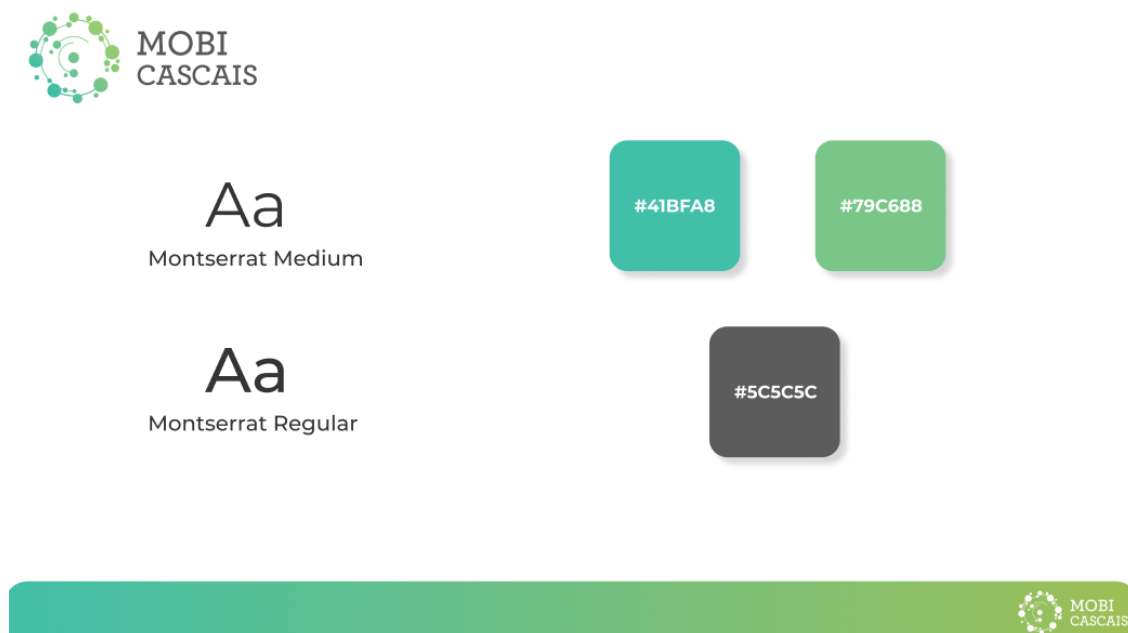 MOBI
CASCAIS
Aa
Montserrat Medium
#41BFA8
#79C688
Aa
Montserrat Regular
#5C5C5C
MOBI
CASCAIS